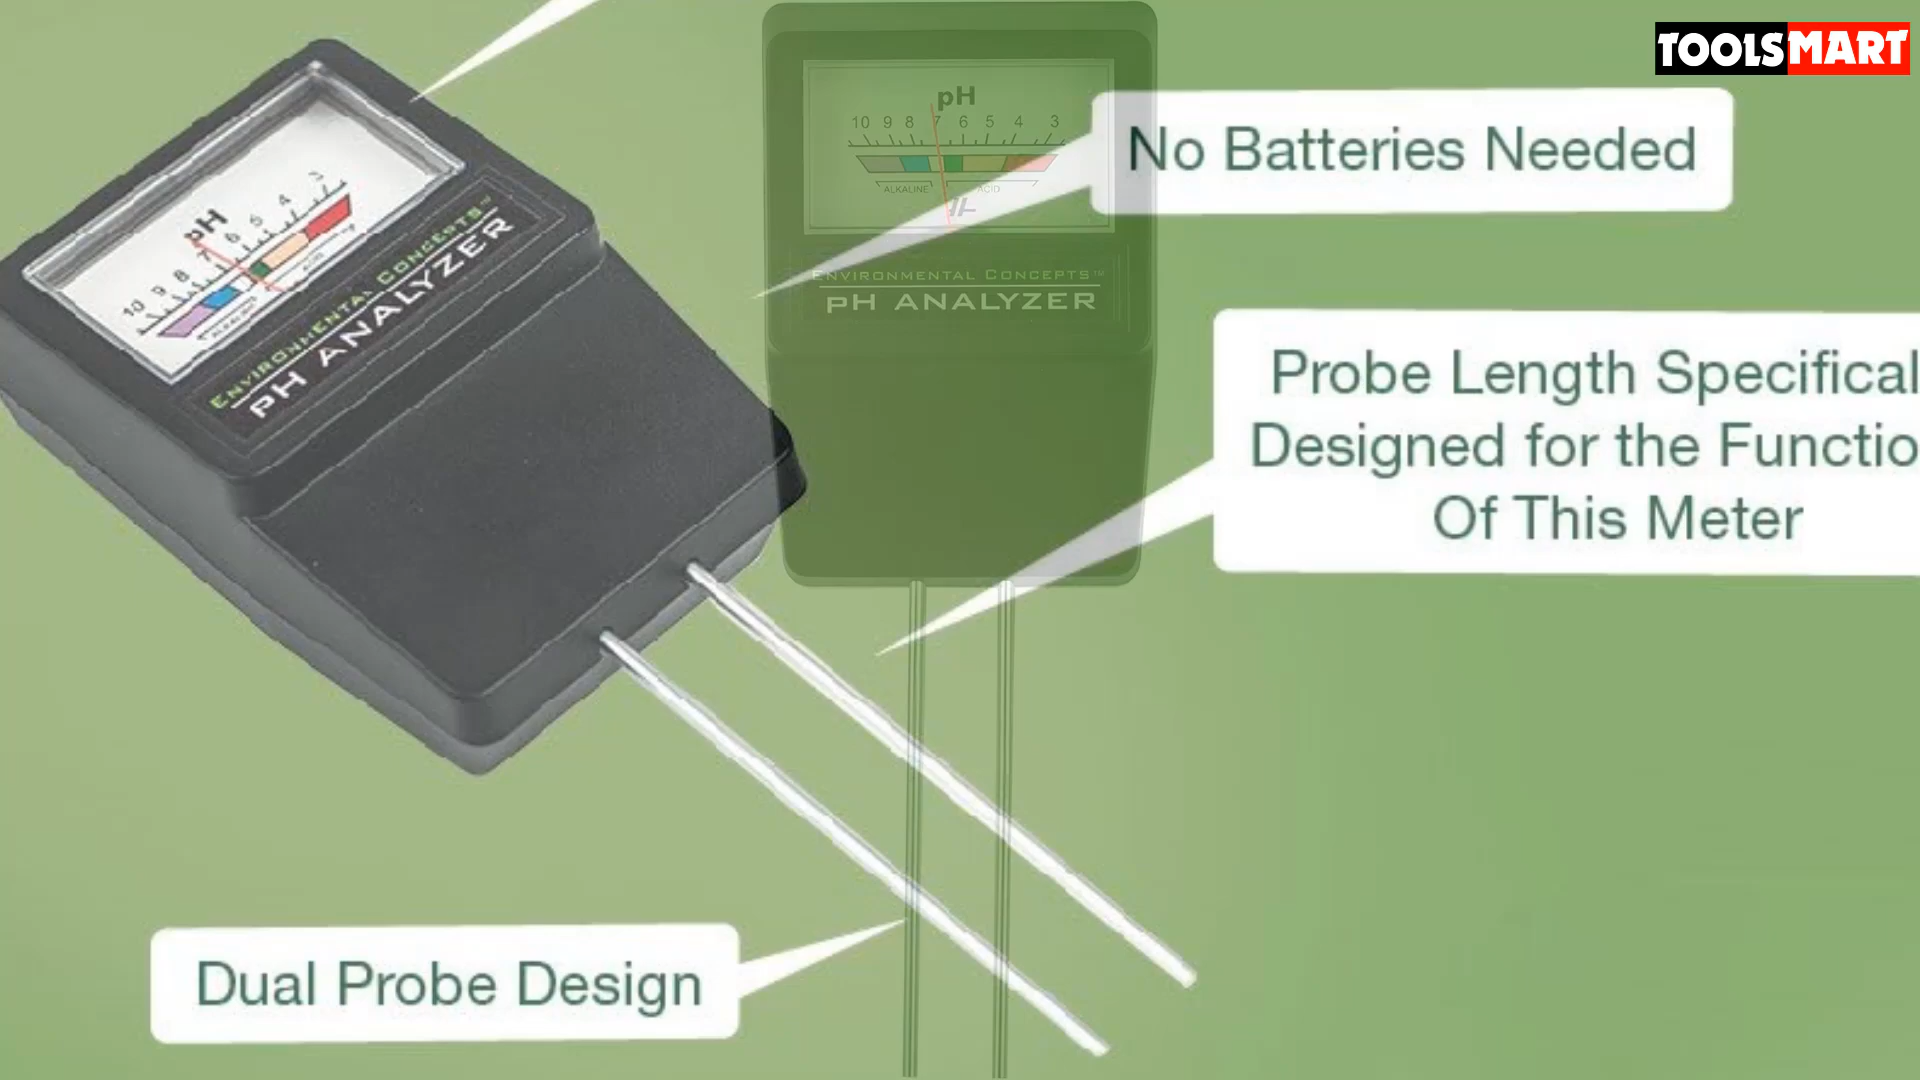 TOOLSMART
pH
10 9 8 7 6 5 4 3
ALKALINE ACID
ENVIRONMENTAL CONCEPTS™
PH ANALYZER
No Batteries Needed
pH
10 9 8 7 6 5 4 3
ALKALINE ACID
ENVIRONMENTAL CONCEPTS™
PH ANALYZER
Probe Length Specifical
Designed for the Functio
Of This Meter
Dual Probe Design